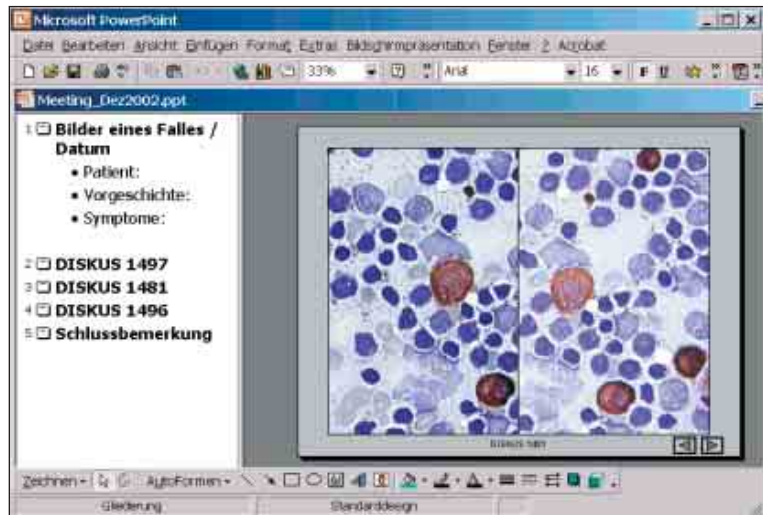 Microsoft PowerPoint
Datei Bearbeiten Ansicht Einfügen Format Extras Bildschirmpräsentation Fenster ? Acrobat
33% Arial 16 F U
Meeting_Dez2002.ppt
1 Bilder eines Falles /
Datum
• Patient:
• Vorgeschichte:
• Symptome:
2 DISKUS 1497
3 DISKUS 1481
4 DISKUS 1496
5 Schlussbemerkung
DISKUS 1481
Zeichnen AutoFormen
Gliederung Standarddesign